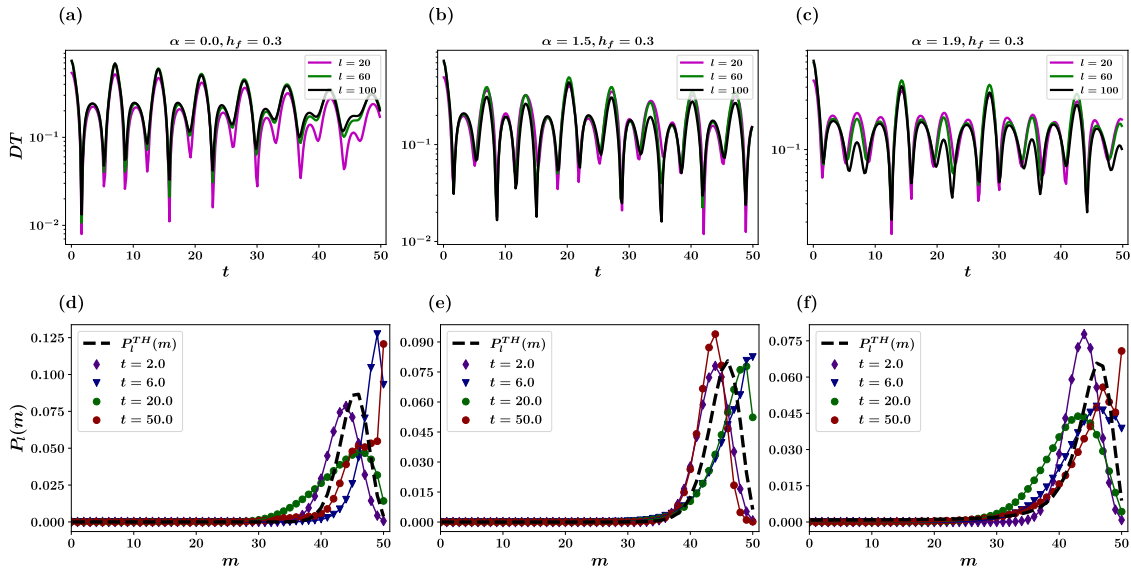 (a)
(b)
(c)
α = 0.0, h_f = 0.3
α = 1.5, h_f = 0.3
α = 1.9, h_f = 0.3
l = 20
l = 60
l = 100
l = 20
l = 60
l = 100
l = 20
l = 60
l = 100
DT
10⁻¹
10⁻²
10⁻¹
10⁻²
10⁻¹
0 10 20 30 40 50
0 10 20 30 40 50
0 10 20 30 40 50
t
t
t
(d)
(e)
(f)
P_l^{TH}(m)
t = 2.0
t = 6.0
t = 20.0
t = 50.0
P_l^{TH}(m)
t = 2.0
t = 6.0
t = 20.0
t = 50.0
P_l^{TH}(m)
t = 2.0
t = 6.0
t = 20.0
t = 50.0
P_l(m)
0.125
0.100
0.075
0.050
0.025
0.000
0.090
0.075
0.060
0.045
0.030
0.015
0.000
0.075
0.060
0.045
0.030
0.015
0.000
0 10 20 30 40 50
0 10 20 30 40 50
0 10 20 30 40 50
m
m
m